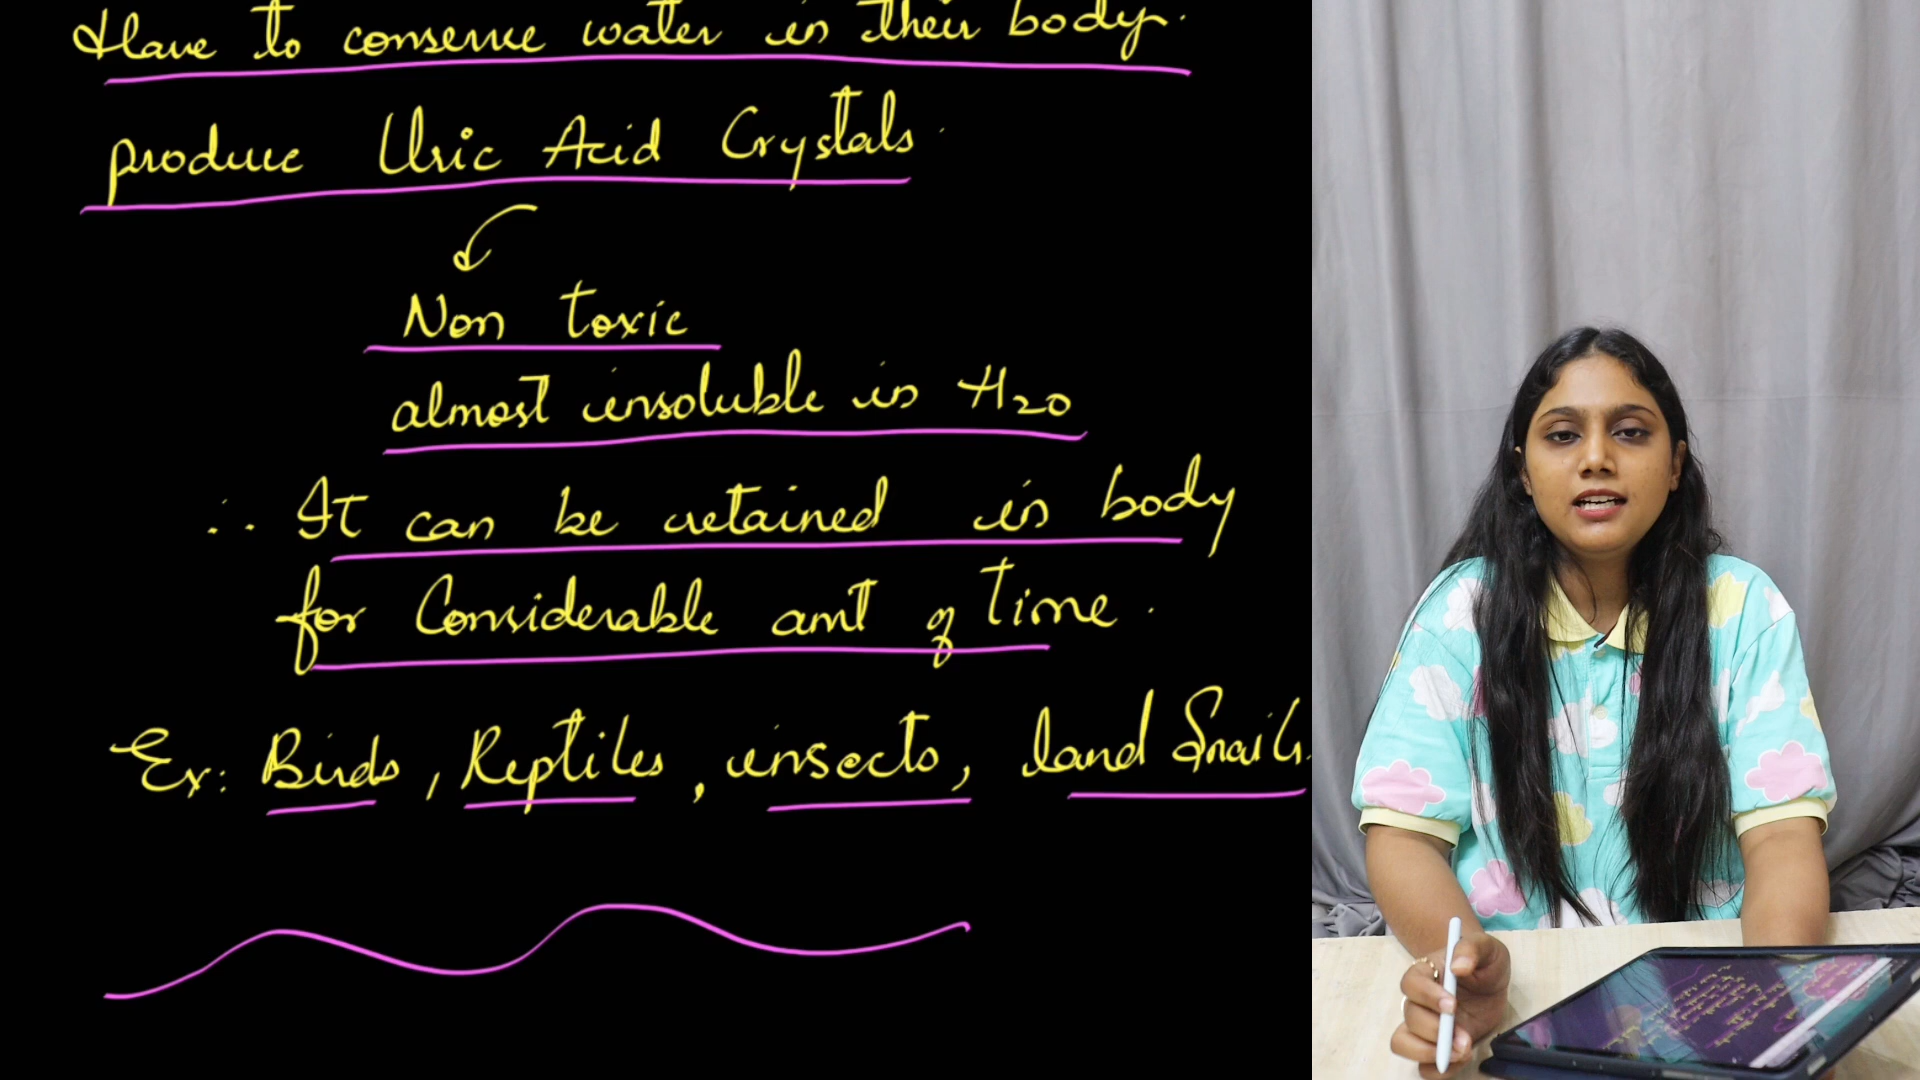 Have to conserve water in their body.
produce Uric Acid Crystals.
Non toxic
almost insoluble in H2O
∴ It can be retained in body
for Considerable amt of time.
Ex: Birds, Reptiles, insects, land Snails.